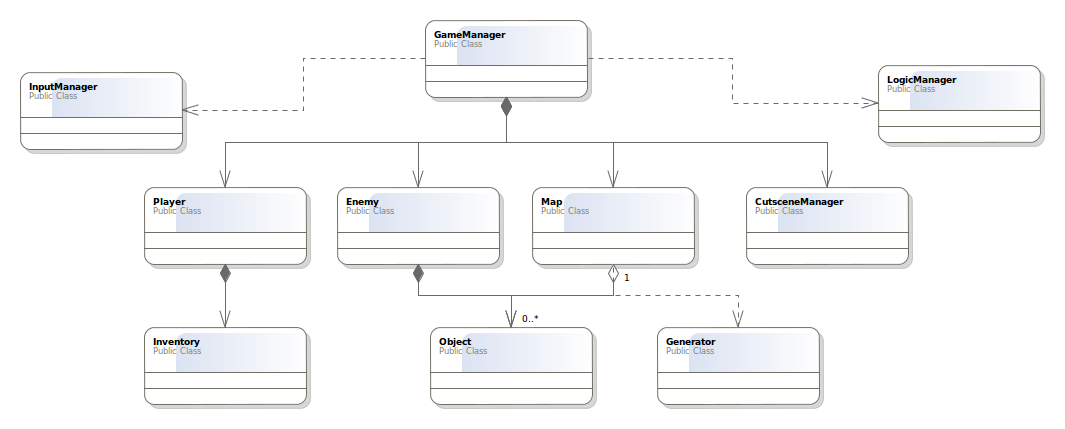 GameManager
Public Class
InputManager
Public Class
LogicManager
Public Class
Player
Public Class
Enemy
Public Class
Map
Public Class
CutsceneManager
Public Class
1
0..*
Inventory
Public Class
Object
Public Class
Generator
Public Class